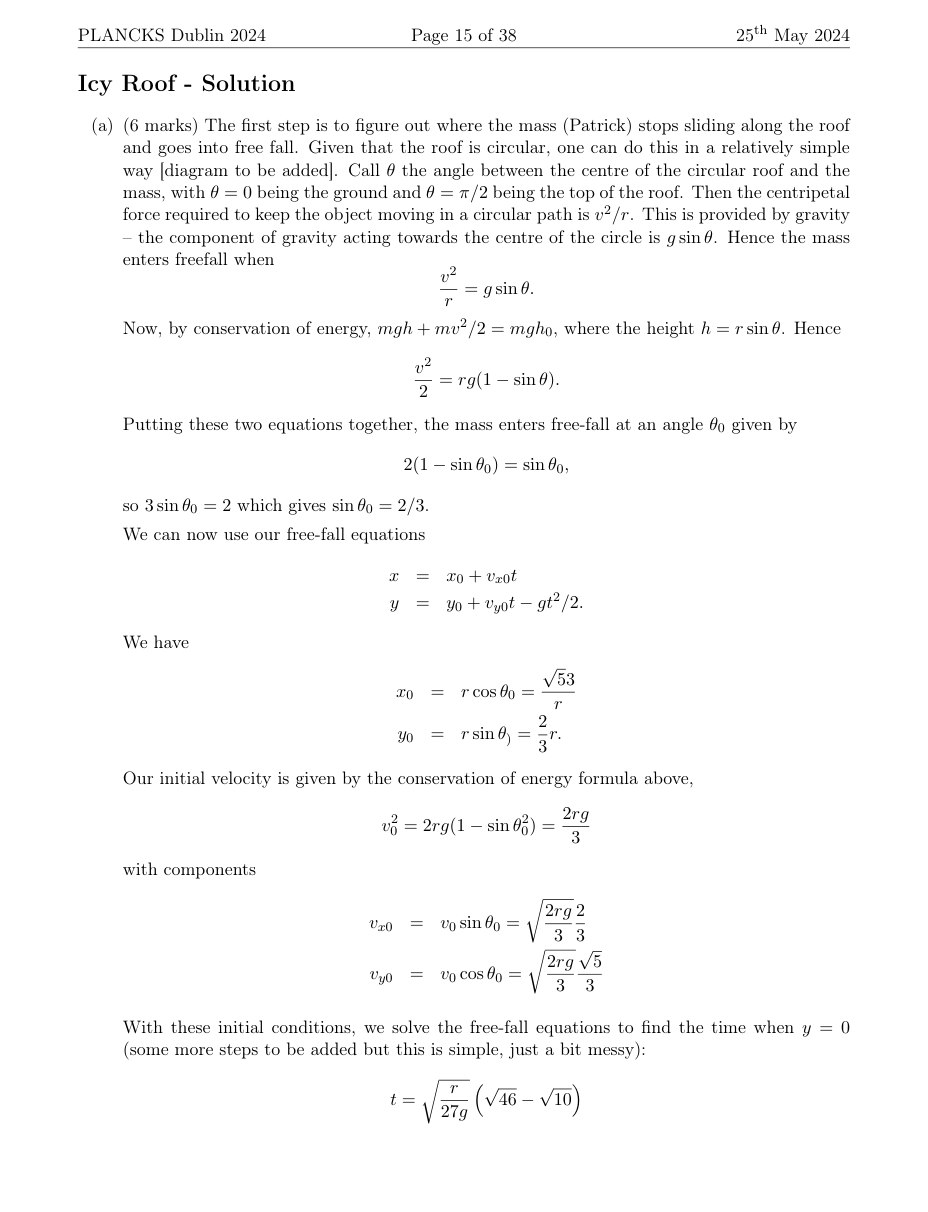 PLANCKS Dublin 2024 Page 15 of 38 25th May 2024
Icy Roof - Solution
(a) (6 marks) The first step is to figure out where the mass (Patrick) stops sliding along the roof
and goes into free fall. Given that the roof is circular, one can do this in a relatively simple
way [diagram to be added]. Call θ the angle between the centre of the circular roof and the
mass, with θ = 0 being the ground and θ = π/2 being the top of the roof. Then the centripetal
force required to keep the object moving in a circular path is v²/r. This is provided by gravity
– the component of gravity acting towards the centre of the circle is g sin θ. Hence the mass
enters freefall when
v²/r = g sin θ.
Now, by conservation of energy, mgh + mv²/2 = mgh₀, where the height h = r sin θ. Hence
v²/2 = rg(1 − sin θ).
Putting these two equations together, the mass enters free-fall at an angle θ₀ given by
2(1 − sin θ₀) = sin θ₀,
so 3 sin θ₀ = 2 which gives sin θ₀ = 2/3.
We can now use our free-fall equations
x = x₀ + vₓ₀t
y = y₀ + v_{y0}t − gt²/2.
We have
x₀ = r cos θ₀ = √53/r
y₀ = r sin θ₎ = 2/3 r.
Our initial velocity is given by the conservation of energy formula above,
v₀² = 2rg(1 − sin θ₀²) = 2rg/3
with components
vₓ₀ = v₀ sin θ₀ = √(2rg/3) 2/3
v_{y0} = v₀ cos θ₀ = √(2rg/3) √5/3
With these initial conditions, we solve the free-fall equations to find the time when y = 0
(some more steps to be added but this is simple, just a bit messy):
t = √(r/27g) (√46 − √10)